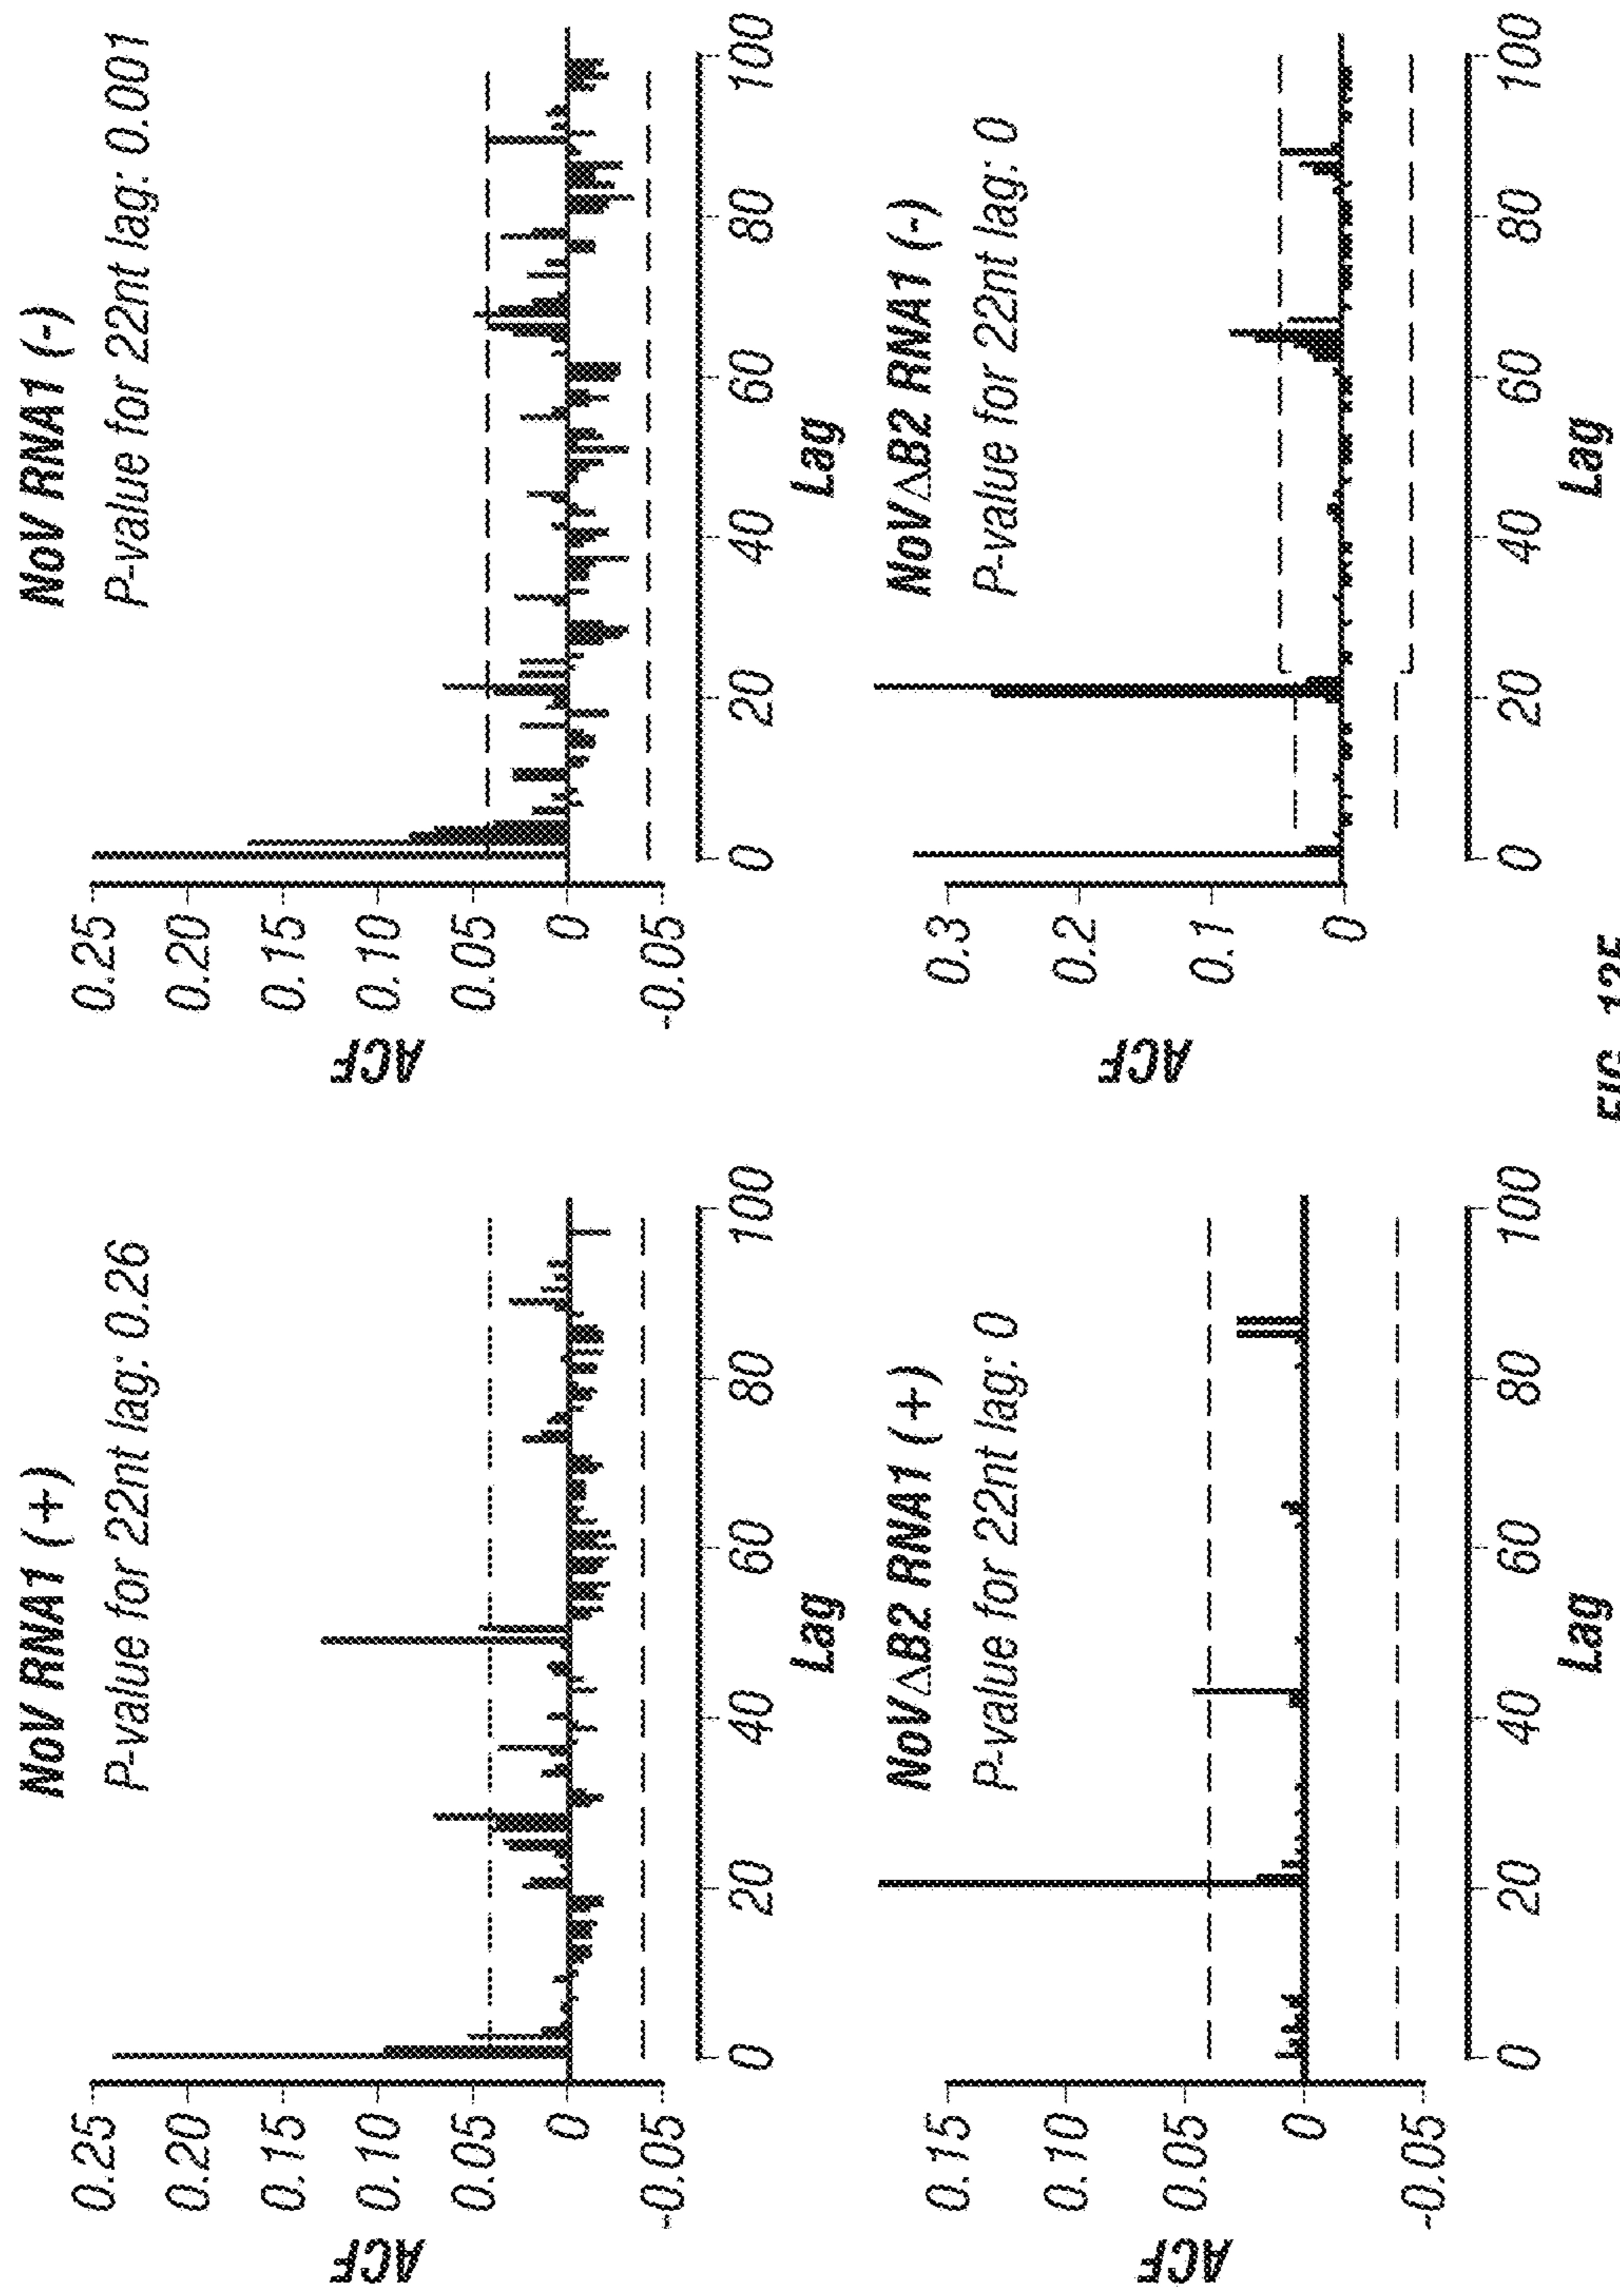 NoV RNA1 (+)
P-value for 22nt lag: 0.26
ACF
0.25
0.20
0.15
0.10
0.05
0
-0.05
0 20 40 60 80 100
Lag
NoV RNA1 (-)
P-value for 22nt lag: 0.001
ACF
0.25
0.20
0.15
0.10
0.05
0
-0.05
0 20 40 60 80 100
Lag
NoV△B2 RNA1 (+)
P-value for 22nt lag: 0
ACF
0.15
0.10
0.05
0
-0.05
0 20 40 60 80 100
Lag
NoV△B2 RNA1 (-)
P-value for 22nt lag: 0
ACF
0.3
0.2
0.1
0
0 20 40 60 80 100
Lag
FIG.